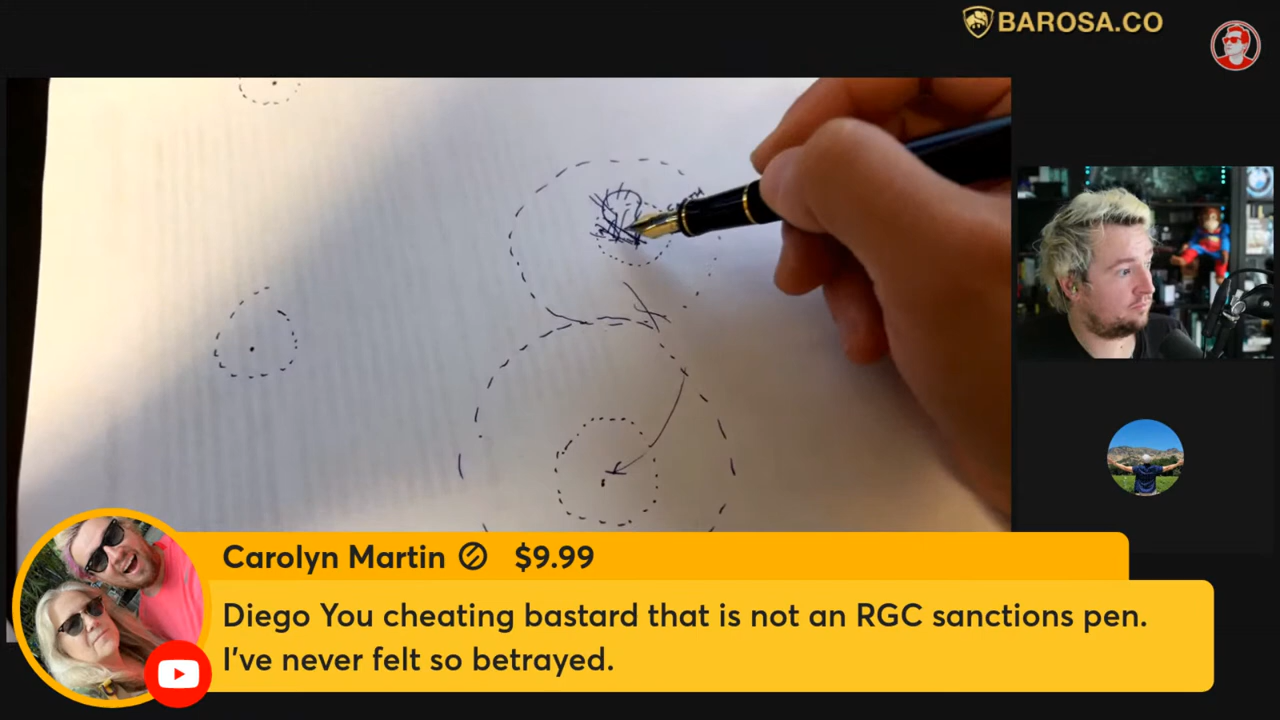 BAROSA.CO
Carolyn Martin $9.99
Diego You cheating bastard that is not an RGC sanctions pen.
I've never felt so betrayed.